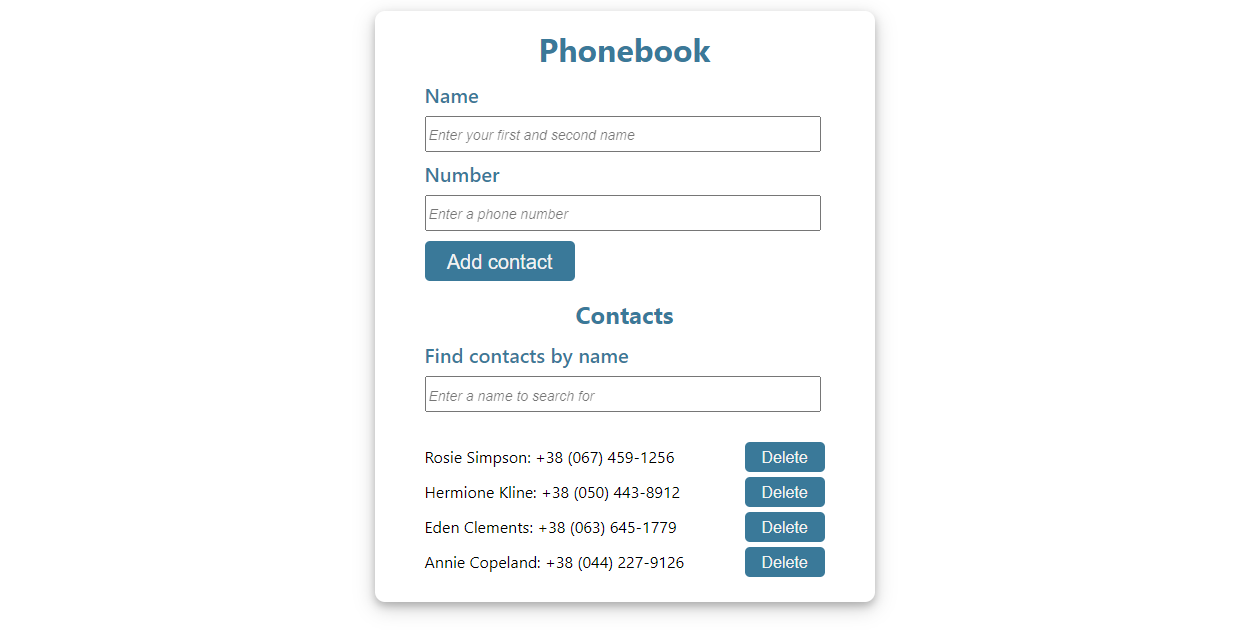 Phonebook
Name
Enter your first and second name
Number
Enter a phone number
Add contact
Contacts
Find contacts by name
Enter a name to search for
Rosie Simpson: +38 (067) 459-1256 Delete
Hermione Kline: +38 (050) 443-8912 Delete
Eden Clements: +38 (063) 645-1779 Delete
Annie Copeland: +38 (044) 227-9126 Delete